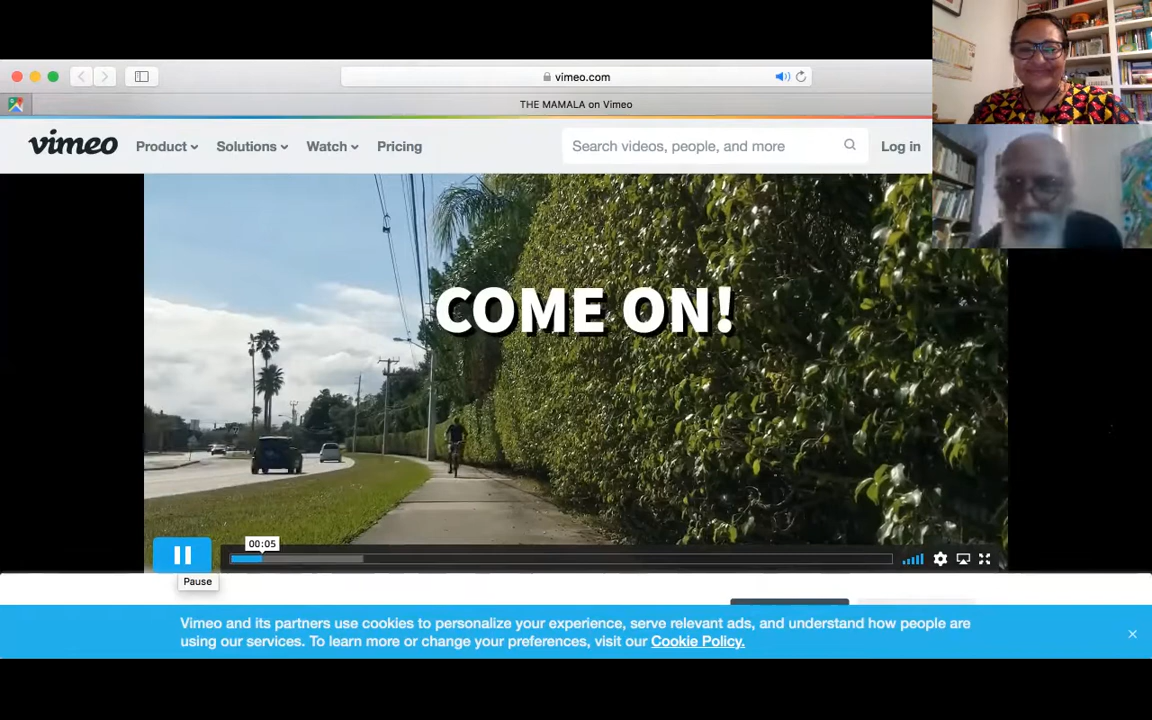 vimeo.com
THE MAMALA on Vimeo
vimeo Product Solutions Watch Pricing Search videos, people, and more Log in
COME ON!
00:05
Pause
Vimeo and its partners use cookies to personalize your experience, serve relevant ads, and understand how people are
using our services. To learn more or change your preferences, visit our Cookie Policy.